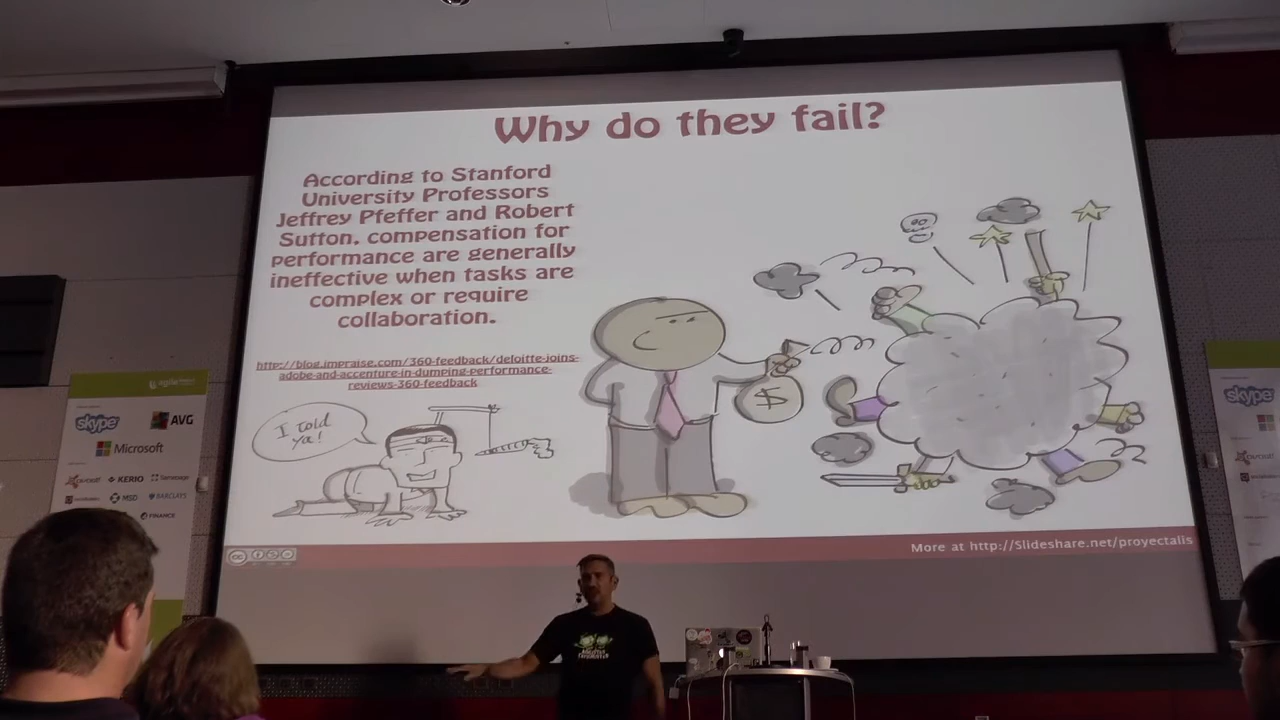 Why do they fail?
According to Stanford
University Professors
Jeffrey Pfeffer and Robert
Sutton, compensation for
performance are generally
ineffective when tasks are
complex or require
collaboration.
http://blog.impraise.com/360-feedback/deloitte-joins-
adobe-and-accenture-in-dumping-performance-
reviews-360-feedback
I told
ya!
$
More at http://Slideshare.net/proyectalis
cc
agile
skype
AVG
Microsoft
KERIO
MSD
BARCLAYS
FINANCE
skype